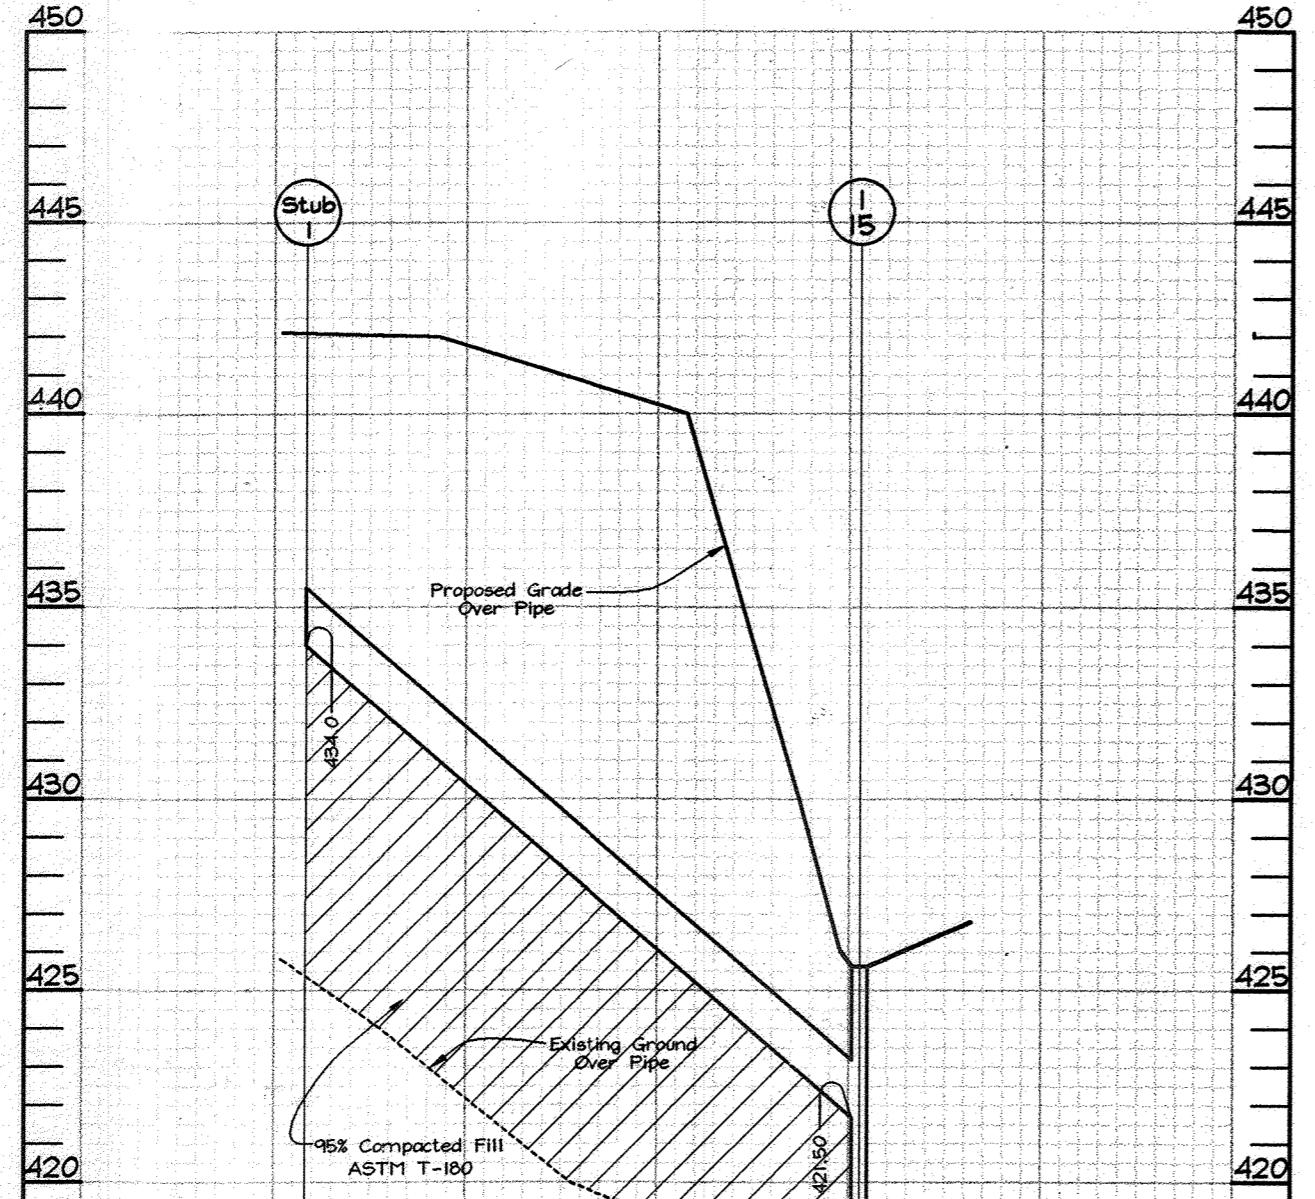 450 450
Stub
1
1
15
445 445
440 440
Proposed Grade
Over Pipe
435 435
434.0
430 430
425 425
Existing Ground
Over Pipe
95% Compacted Fill
ASTM T-180
421.50
420 420